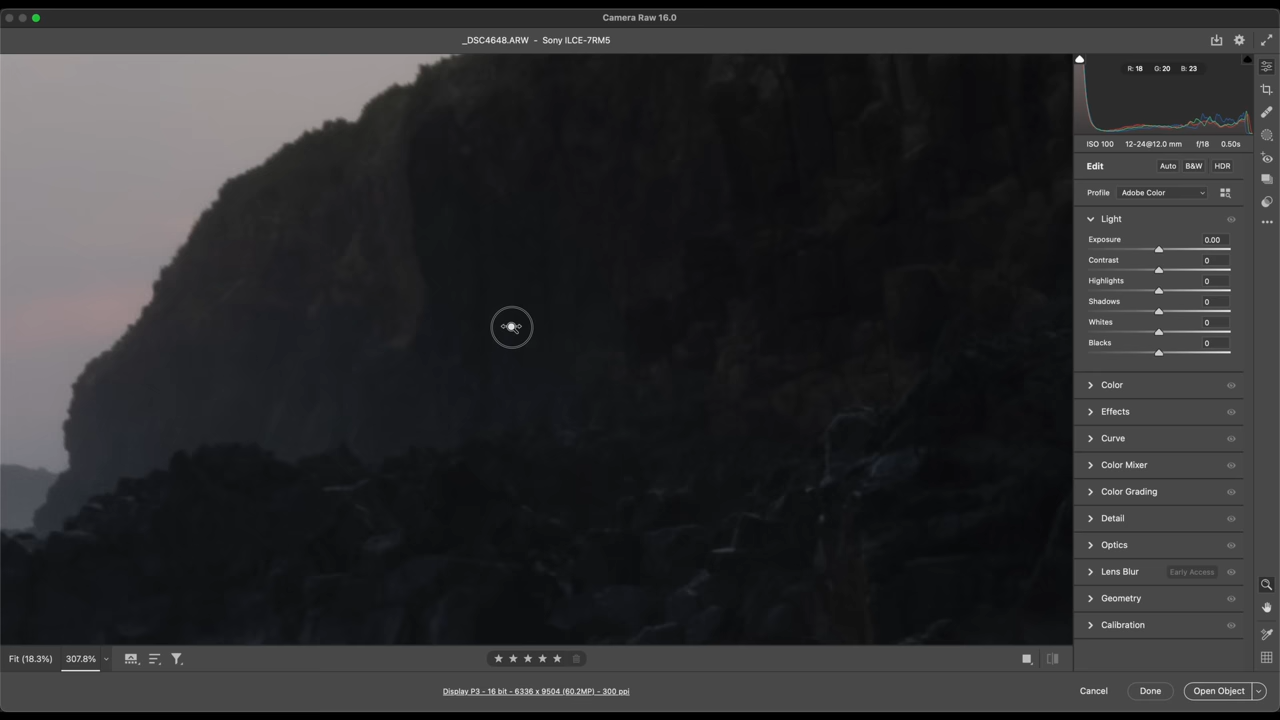 Camera Raw 16.0
_DSC4648.ARW - Sony ILCE-7RM5
R: 18 G: 20 B: 23
ISO 100 12-24@12.0 mm f/18 0.50s
Edit Auto B&W HDR
Profile Adobe Color
Light
Exposure 0.00
Contrast 0
Highlights 0
Shadows 0
Whites 0
Blacks 0
Color
Effects
Curve
Color Mixer
Color Grading
Detail
Optics
Lens Blur Early Access
Geometry
Calibration
Fit (18.3%) 307.8%
Display P3 - 16 bit - 6336 x 9504 (60.2MP) - 300 ppi
Cancel Done Open Object